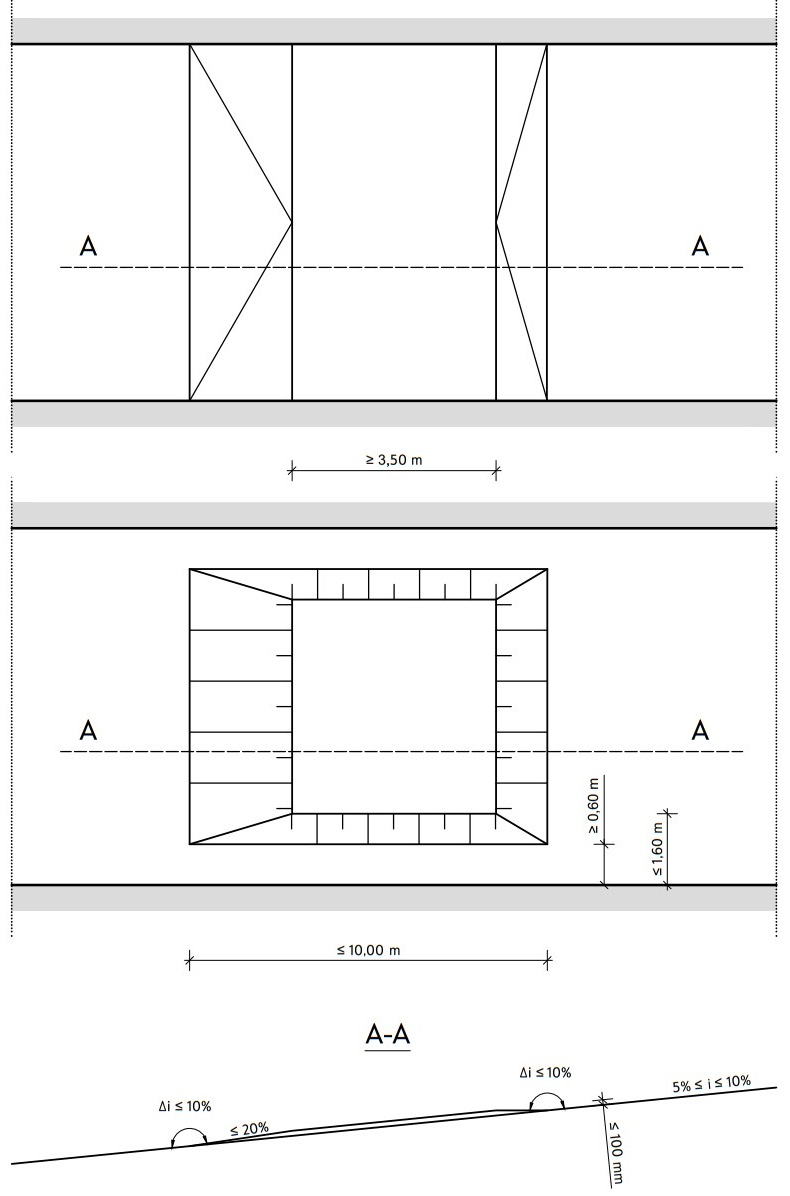 A A
≥ 3,50 m
A A
≥ 0,60 m
≤ 1,60 m
≤ 10,00 m
A-A
Δi ≤ 10%
5% ≤ i ≤ 10%
Δi ≤ 10%
≤ 20%
≤ 100 mm